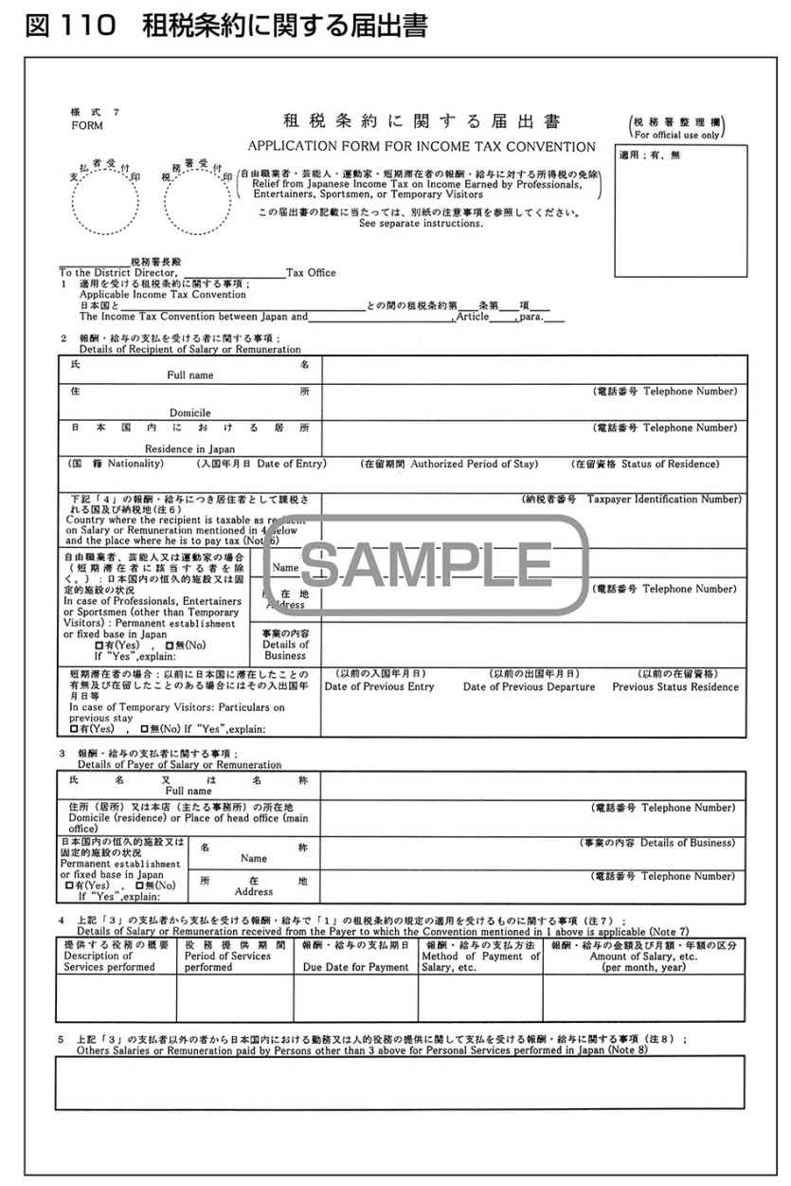 図 110　租税条約に関する届出書
様 式 7
FORM
租 税 条 約 に 関 す る 届 出 書
APPLICATION FORM FOR INCOME TAX CONVENTION
(税 務 署 整 理 欄)
(For official use only)
適用；有、無
支払者受付印
税務署受付印
(自由職業者・芸能人・運動家・短期滞在者の報酬・給与に対する所得税の免除)
Relief from Japanese Income Tax on Income Earned by Professionals,
Entertainers, Sportsmen, or Temporary Visitors
この届出書の記載に当たっては、別紙の注意事項を参照してください。
See separate instructions.
税務署長殿
To the District Director, Tax Office
1　適用を受ける租税条約に関する事項；
Applicable Income Tax Convention
日本国と　との間の租税条約第　条第　項
The Income Tax Convention between Japan and , Article , para.
2　報酬・給与の支払を受ける者に関する事項；
Details of Recipient of Salary or Remuneration
氏　名
Full name
住　所
(電話番号 Telephone Number)
Domicile
日 本 国 内 に お け る 居 所
(電話番号 Telephone Number)
Residence in Japan
(国 籍 Nationality) (入国年月日 Date of Entry) (在留期間 Authorized Period of Stay) (在留資格 Status of Residence)
下記「4」の報酬・給与につき居住者として課税さ
れる国及び納税地(注6)
(納税者番号 Taxpayer Identification Number)
Country where the recipient is taxable as resident
on Salary or Remuneration mentioned in 4 below
and the place where he is to pay tax (Note 6)
SAMPLE
自由職業者、芸能人又は運動家の場合
(短期滞在者に該当する者を除
く。)：日本国内の恒久的施設又は固
定的施設の状況
In case of Professionals, Entertainers
or Sportsmen (other than Temporary
Visitors) : Permanent establishment
or fixed base in Japan
□有(Yes) , □無(No)
If "Yes",explain:
Name
所 在 地
Address
(電話番号 Telephone Number)
事業の内容
Details of
Business
短期滞在者の場合：以前に日本国に滞在したことの
有無及び在留したことのある場合にはその入出国年
月日等
In case of Temporary Visitors: Particulars on
previous stay
□有(Yes) , □無(No) If "Yes",explain:
(以前の入国年月日) (以前の出国年月日) (以前の在留資格)
Date of Previous Entry Date of Previous Departure Previous Status Residence
3　報酬・給与の支払者に関する事項；
Details of Payer of Salary or Remuneration
氏 名 又 は 名 称
Full name
住所（居所）又は本店（主たる事務所）の所在地
(電話番号 Telephone Number)
Domicile (residence) or Place of head office (main
office)
日本国内の恒久的施設又は
固定的施設の状況
Permanent establishment
or fixed base in Japan
□有(Yes) , □無(No)
If "Yes",explain:
名　称
Name
(事業の内容 Details of Business)
所 在 地
Address
(電話番号 Telephone Number)
4　上記「3」の支払者から支払を受ける報酬・給与で「1」の租税条約の規定の適用を受けるものに関する事項（注7）；
Details of Salary or Remuneration received from the Payer to which the Convention mentioned in 1 above is applicable (Note 7)
提供する役務の概要
Description of
Services performed
役 務 提 供 期 間
Period of Services
performed
報酬・給与の支払期日
Due Date for Payment
報酬・給与の支払方法
Method of Payment of
Salary, etc.
報酬・給与の金額及び月額・年額の区分
Amount of Salary, etc.
(per month, year)
5　上記「3」の支払者以外の者から日本国内における勤務又は人的役務の提供に関して支払を受ける報酬・給与に関する事項（注8）；
Others Salaries or Remuneration paid by Persons other than 3 above for Personal Services performed in Japan (Note 8)